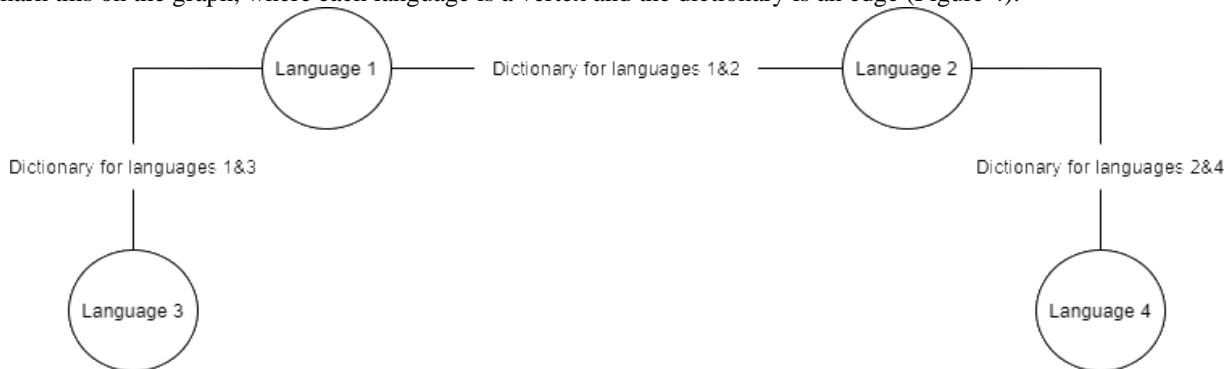 mark this on the graph, where each language is a vertex and the dictionary is an edge (Figure 4).
Language 1
Dictionary for languages 1&2
Language 2
Dictionary for languages 1&3
Dictionary for languages 2&4
Language 3
Language 4